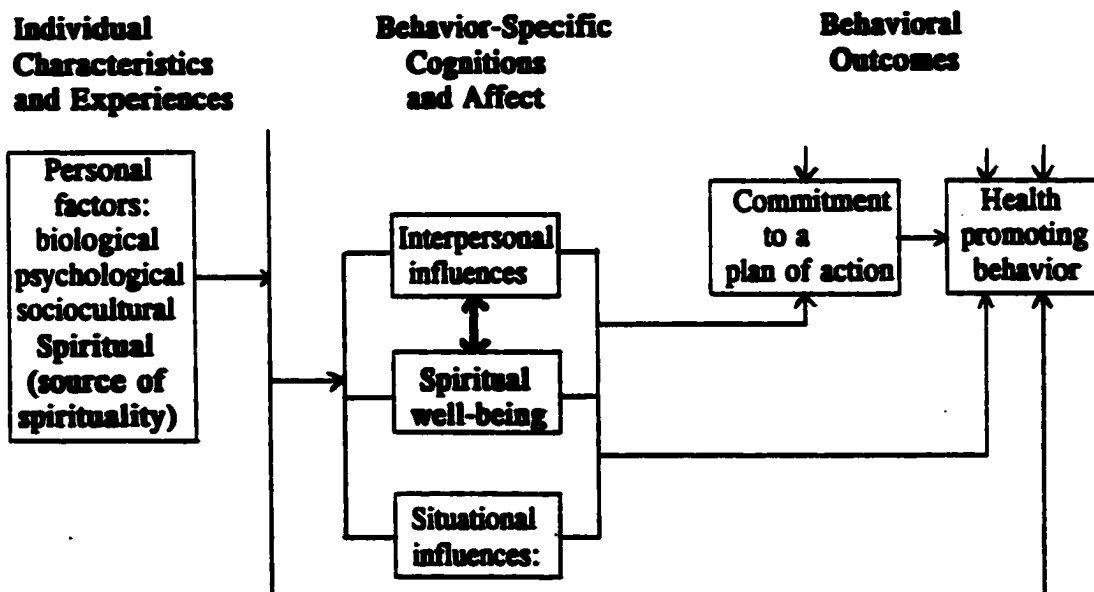 Individual
Characteristics
and Experiences
Behavior-Specific
Cognitions
and Affect
Behavioral
Outcomes
Personal
factors:
biological
psychological
sociocultural
Spiritual
(source of
spirituality)
Interpersonal
influences
Spiritual
well-being
Situational
influences:
Commitment
to a
plan of action
Health
promoting
behavior